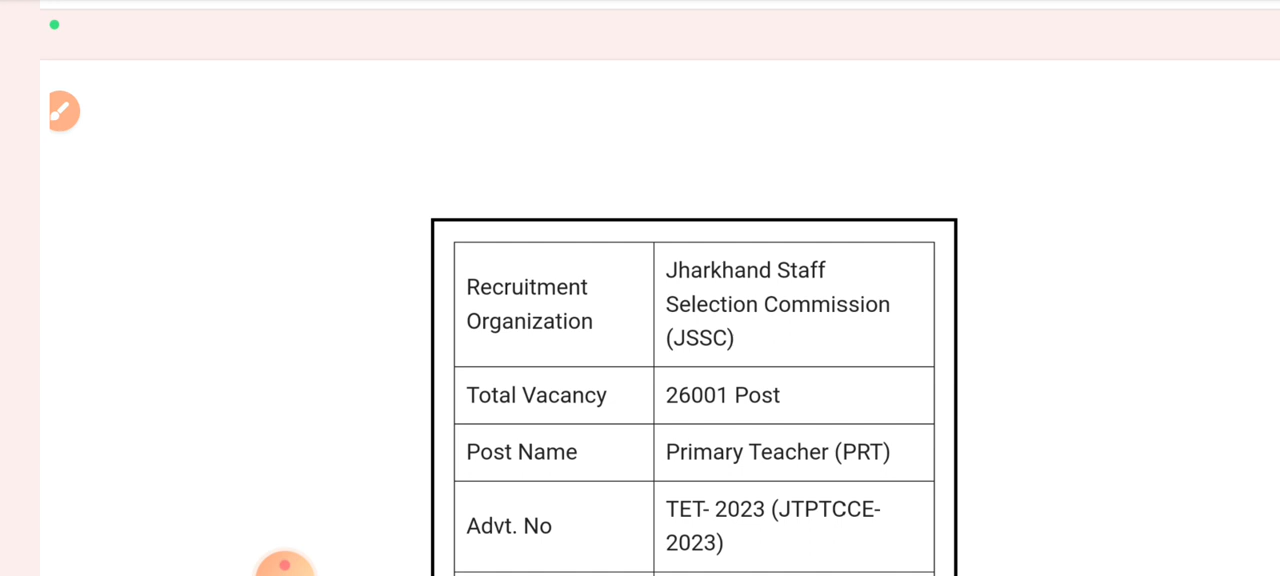 Recruitment
Organization
Jharkhand Staff
Selection Commission
(JSSC)
Total Vacancy
26001 Post
Post Name
Primary Teacher (PRT)
Advt. No
TET- 2023 (JTPTCCE-
2023)